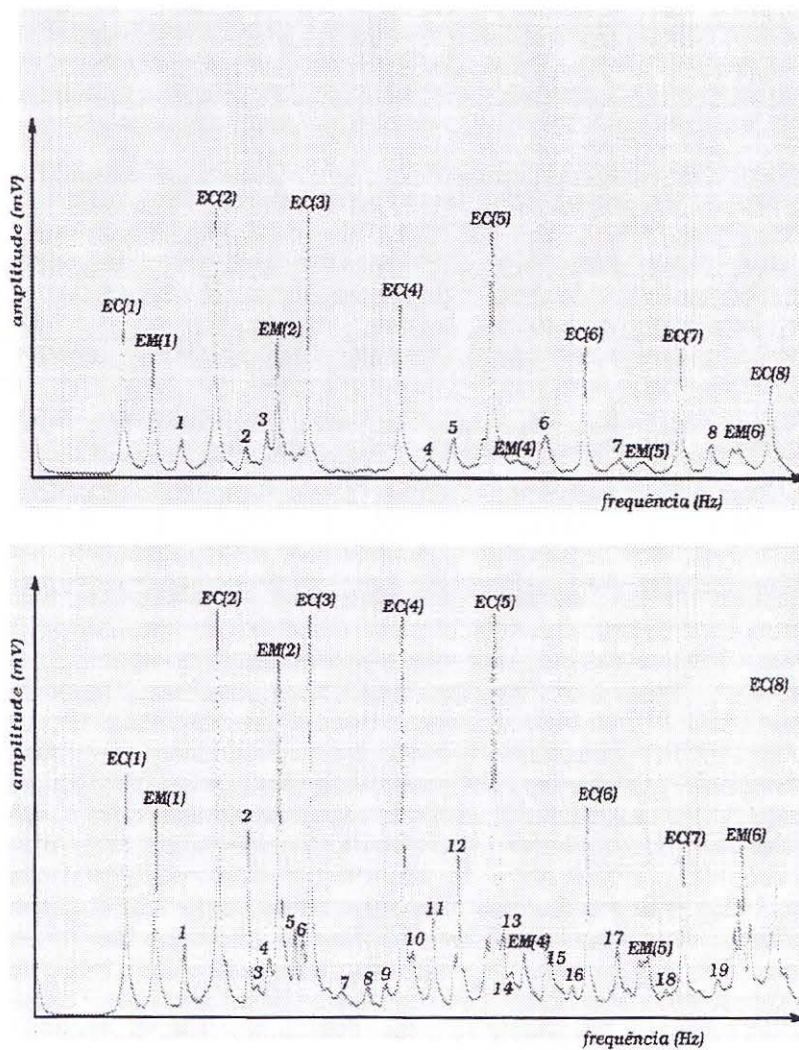 amplitude (mV)
EC(1)
EM(1)
1
EC(2)
2
3
EM(2)
EC(3)
EC(4)
4
5
EC(5)
EM(4)
6
EC(6)
7
EM(5)
EC(7)
8
EM(6)
EC(8)
frequência (Hz)
amplitude (mV)
EC(1)
EM(1)
1
EC(2)
2
3
4
EM(2)
5
6
EC(3)
7
8
9
EC(4)
10
11
12
EC(5)
13
14
EM(4)
15
16
EC(6)
17
EM(5)
18
EC(7)
19
EM(6)
EC(8)
frequência (Hz)